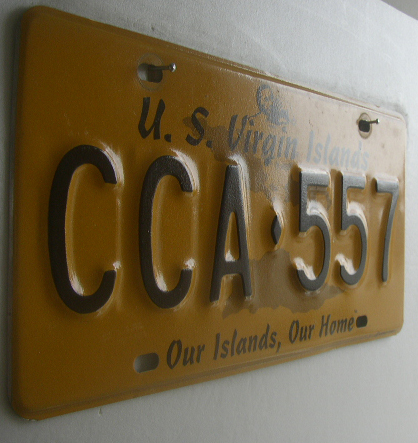 U. S. Virgin Islands
CCA·557
Our Islands, Our Home